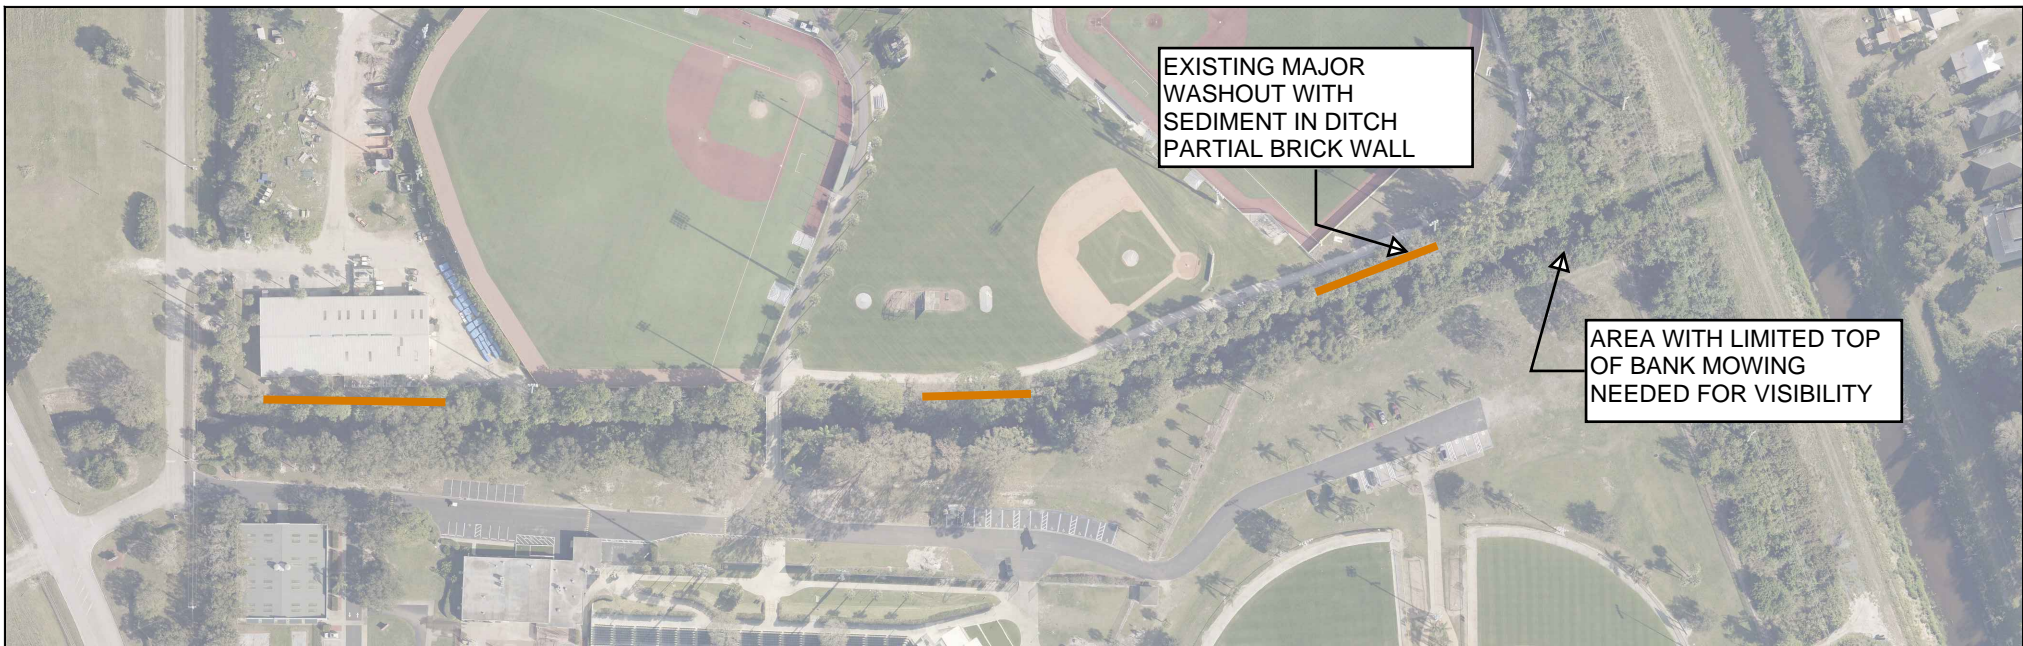 EXISTING MAJOR
WASHOUT WITH
SEDIMENT IN DITCH
PARTIAL BRICK WALL
AREA WITH LIMITED TOP
OF BANK MOWING
NEEDED FOR VISIBILITY